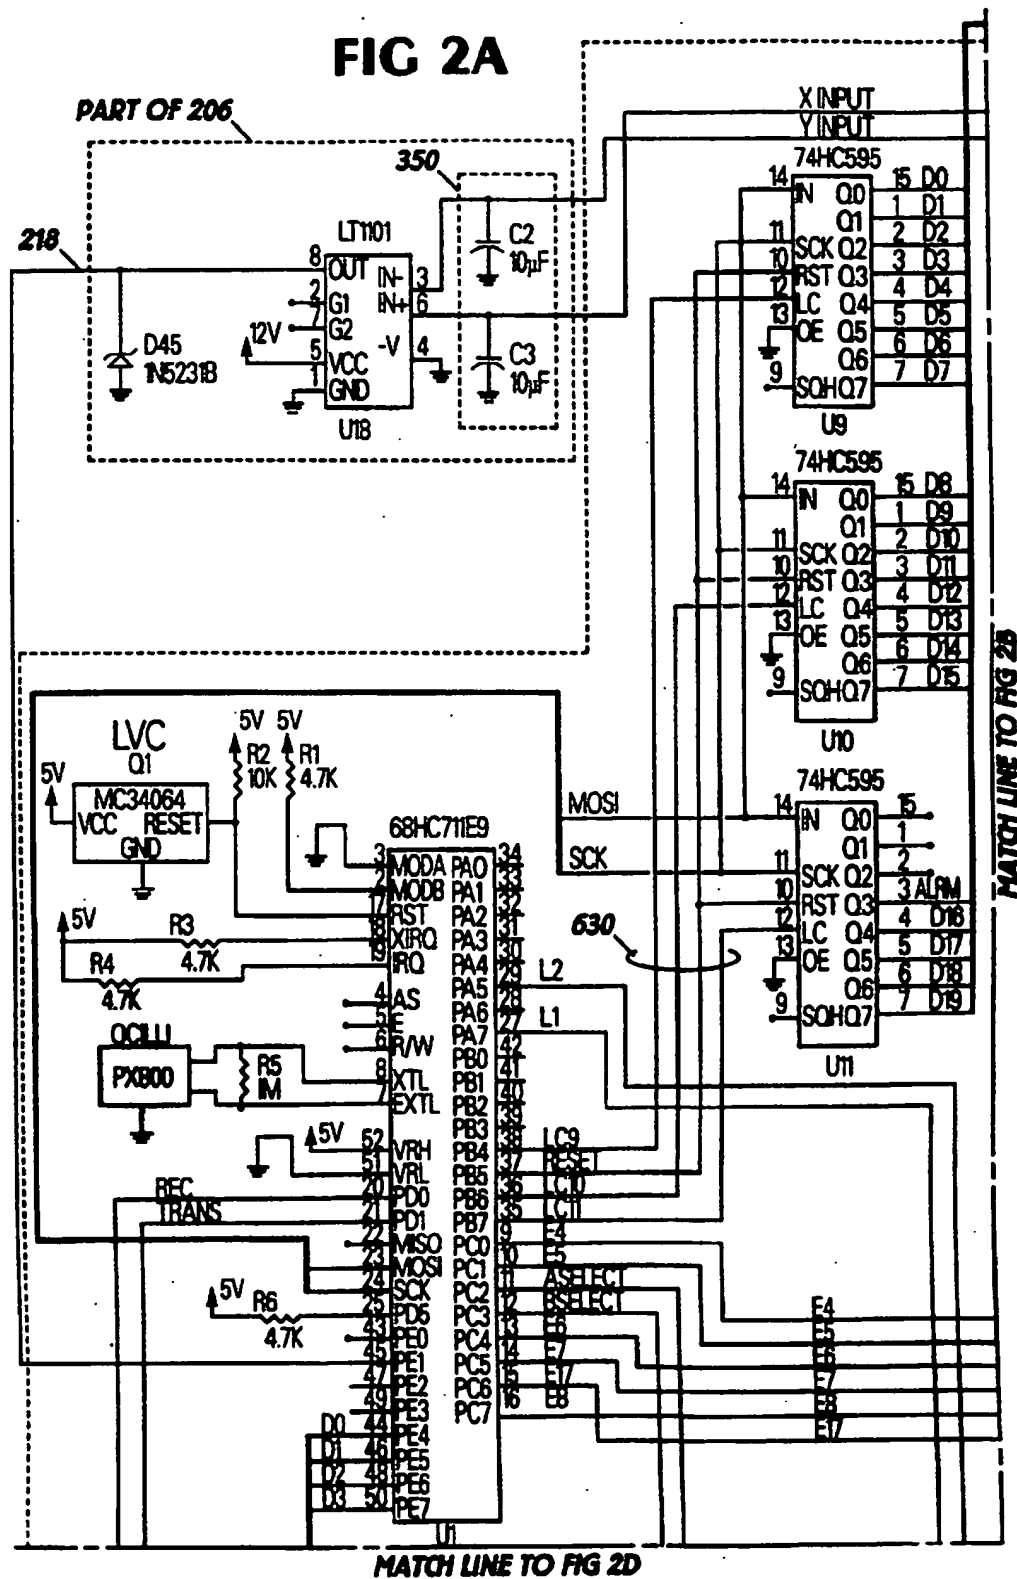 FIG 2A
PART OF 206
350
218
X INPUT
Y INPUT
LT1101
8 OUT IN- 3
2 G1 IN+ 6
7 G2
12V
-V 4
5 VCC
1 GND
U18
D45
1N5231B
C2
10µF
C3
10µF
74HC595
14 IN Q0 15 D0
Q1 1 D1
11 SCK Q2 2 D2
10 RST Q3 3 D3
12 LC Q4 4 D4
13 OE Q5 5 D5
Q6 6 D6
9 SQH Q7 7 D7
U9
74HC595
14 IN Q0 15 D8
Q1 1 D9
11 SCK Q2 2 D10
10 RST Q3 3 D11
12 LC Q4 4 D12
13 OE Q5 5 D13
Q6 6 D14
9 SQH Q7 7 D15
U10
74HC595
14 IN Q0 15
Q1 1
11 SCK Q2 2
10 RST Q3 3 ALRM
12 LC Q4 4 D16
13 OE Q5 5 D17
Q6 6 D18
9 SQH Q7 7 D19
U11
MATCH LINE TO FIG 2B
LVC
Q1
5V
MC34064
VCC RESET
GND
5V
R2
10K
5V
R1
4.7K
MOSI
SCK
630
5V
R3
4.7K
R4
4.7K
OCILLI
PX800
R5
1M
5V
REC
TRANS
5V
R6
4.7K
68HC711E9
3 MODA PA0 34
2 MODB PA1 33
17 RST PA2 32
18 XIRQ PA3 31
19 IRQ PA4 30
PA5 29 L2
4 AS PA6 28
5 E PA7 27 L1
6 R/W PB0 42
8 XTL PB1 41
7 EXTL PB2 40
PB3 39
52 VRH PB4 38 LC9
51 VRL PB5 37 RESET
20 PD0 PB6 36 LC10
21 PD1 PB7 35 LC11
22 MISO PC0 9 E4
23 MOSI PC1 10 E5
24 SCK PC2 11 ASELECT
25 PD5 PC3 12 BSELECT
43 PE0 PC4 13 E6
45 PE1 PC5 14 E7
47 PE2 PC6 15 E17
49 PE3 PC7 16 E8
D0 44 PE4
D1 46 PE5
D2 48 PE6
D3 50 PE7
U1
E4
E5
E6
E7
E8
E17
MATCH LINE TO FIG 2D